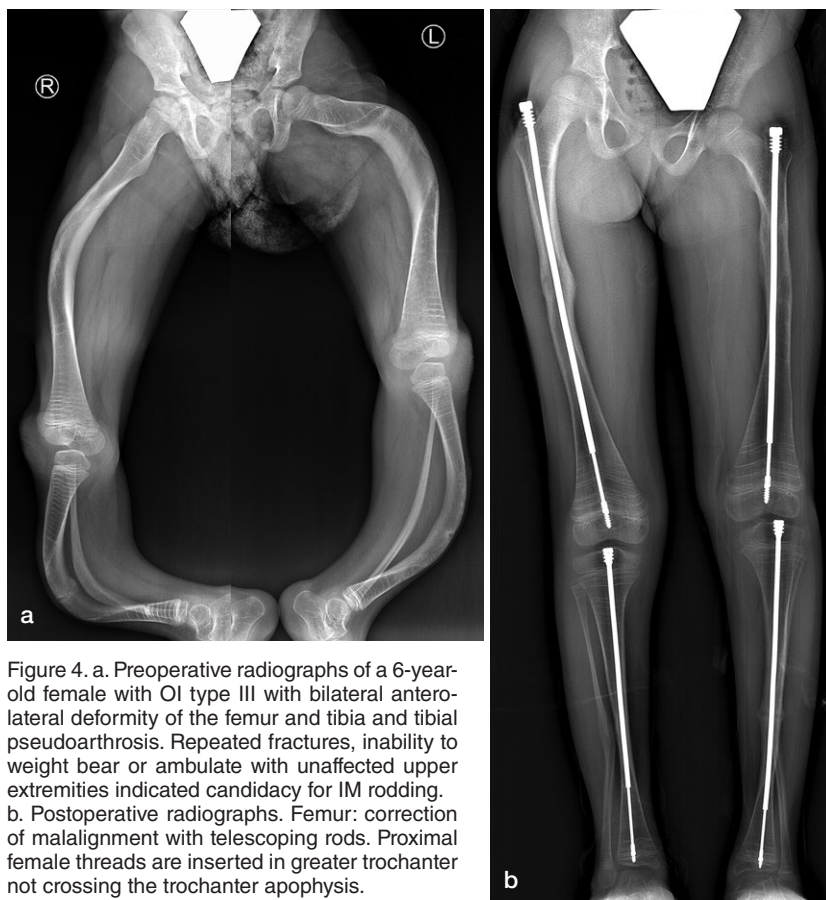 R
L
a
b
Figure 4. a. Preoperative radiographs of a 6-year-
old female with OI type III with bilateral antero-
lateral deformity of the femur and tibia and tibial
pseudoarthrosis. Repeated fractures, inability to
weight bear or ambulate with unaffected upper
extremities indicated candidacy for IM rodding.
b. Postoperative radiographs. Femur: correction
of malalignment with telescoping rods. Proximal
female threads are inserted in greater trochanter
not crossing the trochanter apophysis.